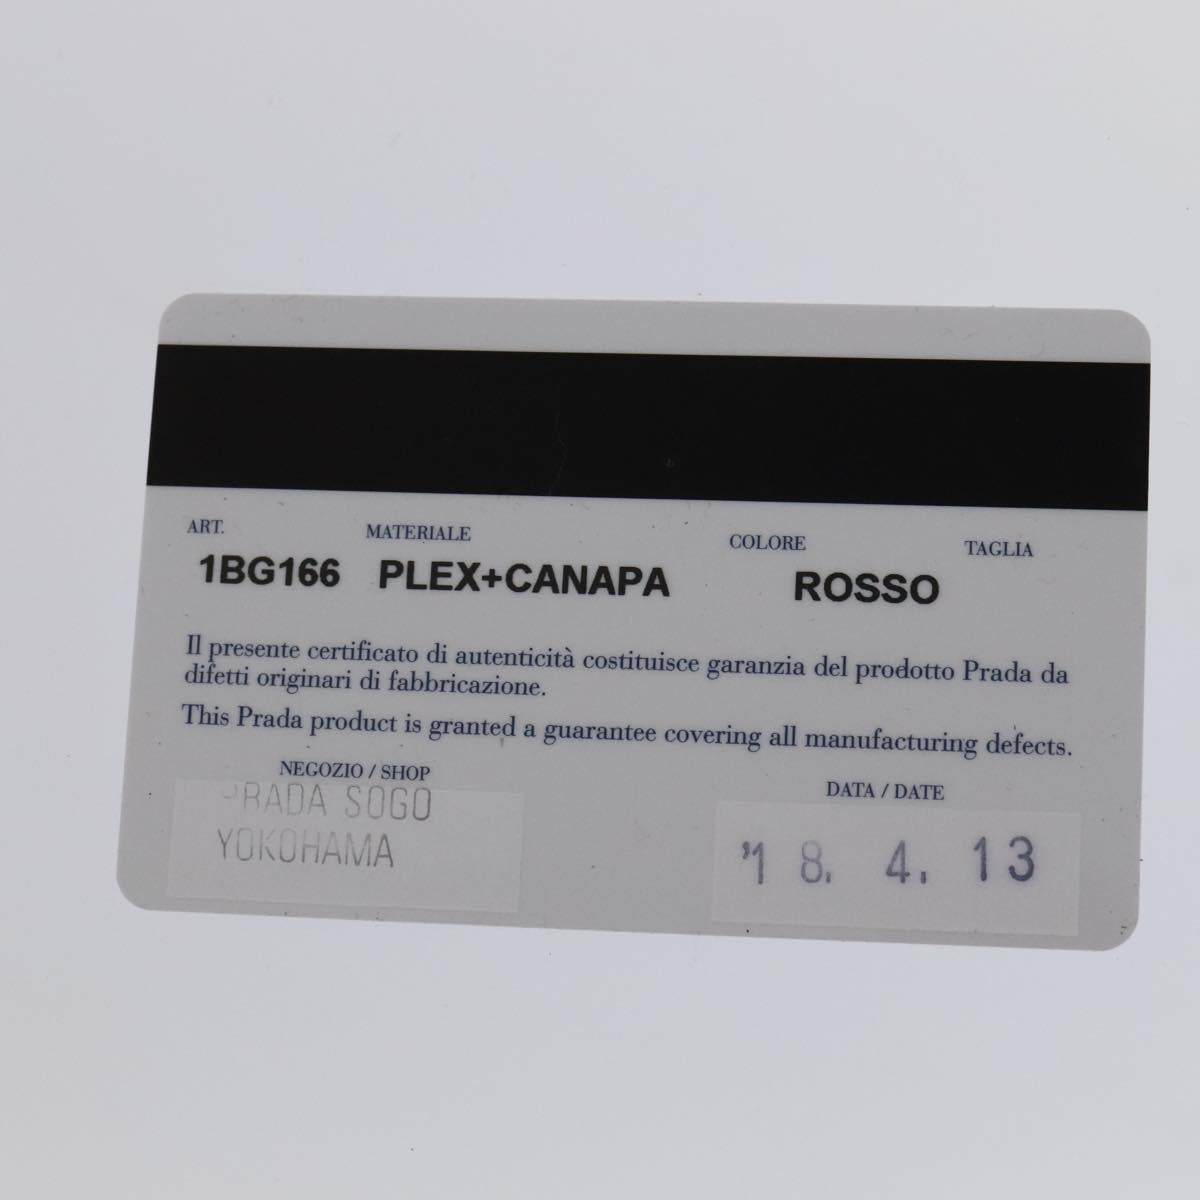 ART. MATERIALE COLORE TAGLIA
1BG166 PLEX+CANAPA ROSSO
Il presente certificato di autenticità costituisce garanzia del prodotto Prada da
difetti originari di fabbricazione.
This Prada product is granted a guarantee covering all manufacturing defects.
NEGOZIO / SHOP DATA / DATE
PRADA SOGO
YOKOHAMA
'18. 4. 13